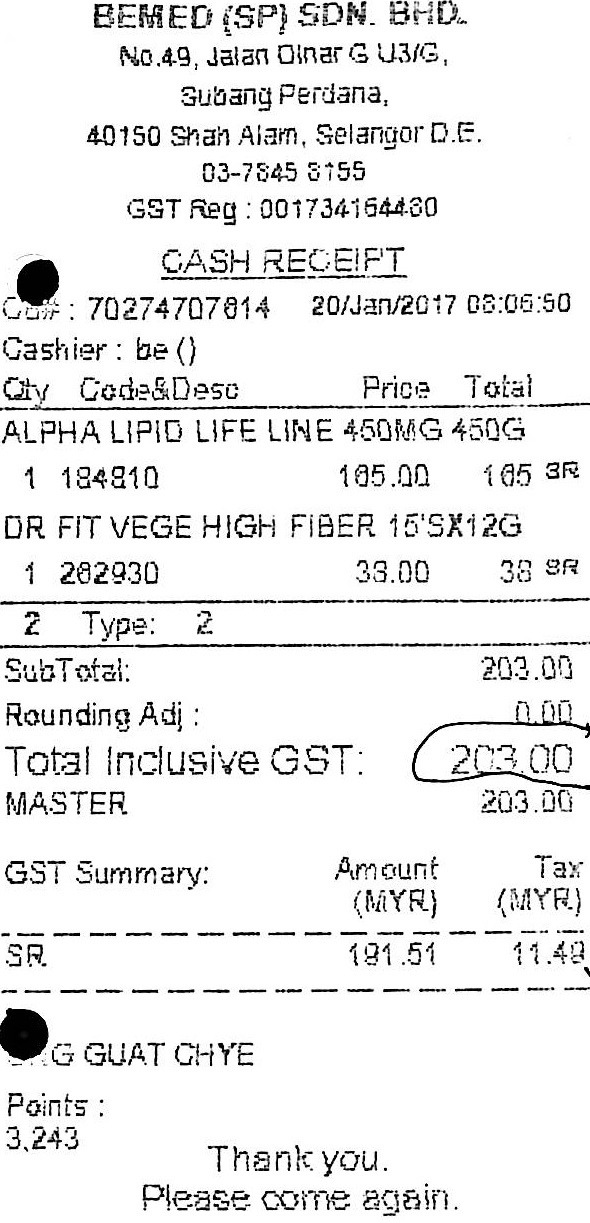 BEMED (SP) SDN. BHD.
No.49, Jalan Dinar G U3/G,
Subang Perdana,
40150 Shah Alam, Selangor D.E.
03-7845 8155
GST Reg : 001734164480
CASH RECEIPT
: 70274707814 20/Jan/2017 08:06:50
Cashier : be ()
Qty Code&Desc Price Total
ALPHA LIPID LIFE LINE 450MG 450G
1 184810 165.00 165 SR
DR FIT VEGE HIGH FIBER 15'SX12G
1 282930 38.00 38 SR
2 Type: 2
SubTotal: 203.00
Rounding Adj : 0.00
Total Inclusive GST: 203.00
MASTER 203.00
GST Summary: Amount Tax
(MYR) (MYR)
SR 191.51 11.49
GUAT CHYE
Points :
3,243
Thank you.
Please come again.